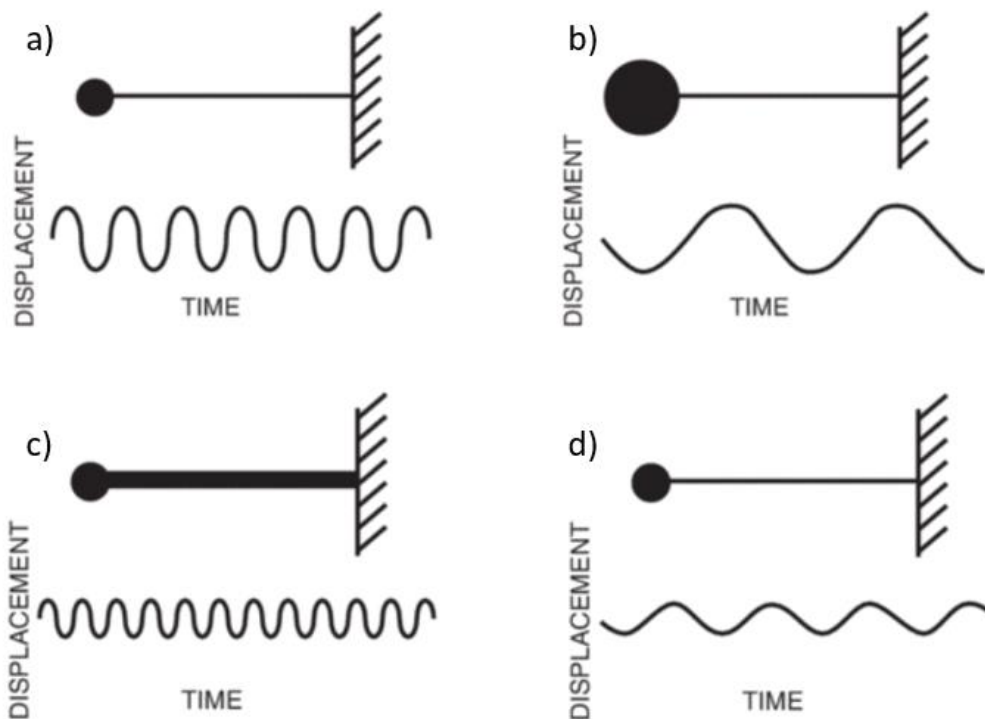 a)
DISPLACEMENT
TIME
b)
DISPLACEMENT
TIME
c)
DISPLACEMENT
TIME
d)
DISPLACEMENT
TIME